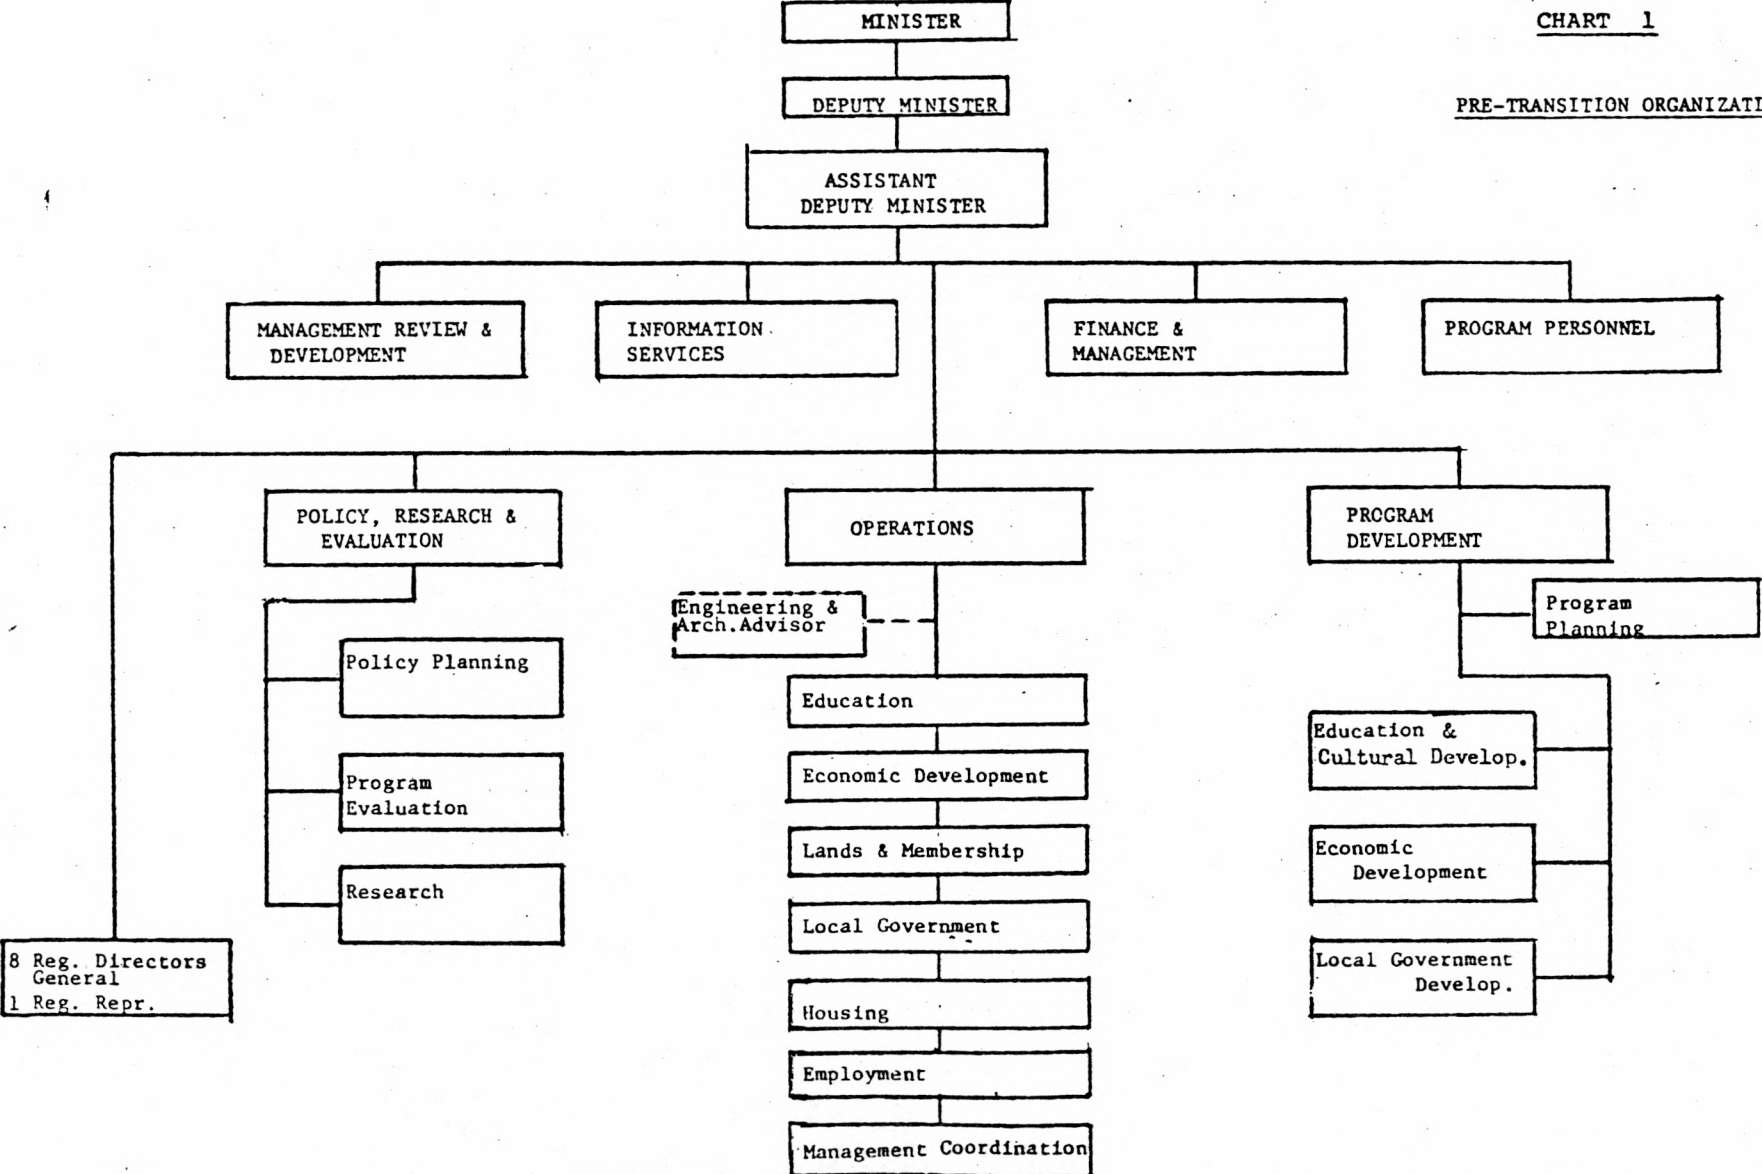 MINISTER
CHART 1
DEPUTY MINISTER
PRE-TRANSITION ORGANIZATI
ASSISTANT
DEPUTY MINISTER
MANAGEMENT REVIEW &
DEVELOPMENT
INFORMATION
SERVICES
FINANCE &
MANAGEMENT
PROGRAM PERSONNEL
POLICY, RESEARCH &
EVALUATION
OPERATIONS
PROGRAM
DEVELOPMENT
Engineering &
Arch.Advisor
Program
Planning
Policy Planning
Program
Evaluation
Research
Education
Economic Development
Lands & Membership
Local Government
Housing
Employment
Management Coordination
Education &
Cultural Develop.
Economic
Development
Local Government
Develop.
8 Reg. Directors
General
1 Reg. Repr.